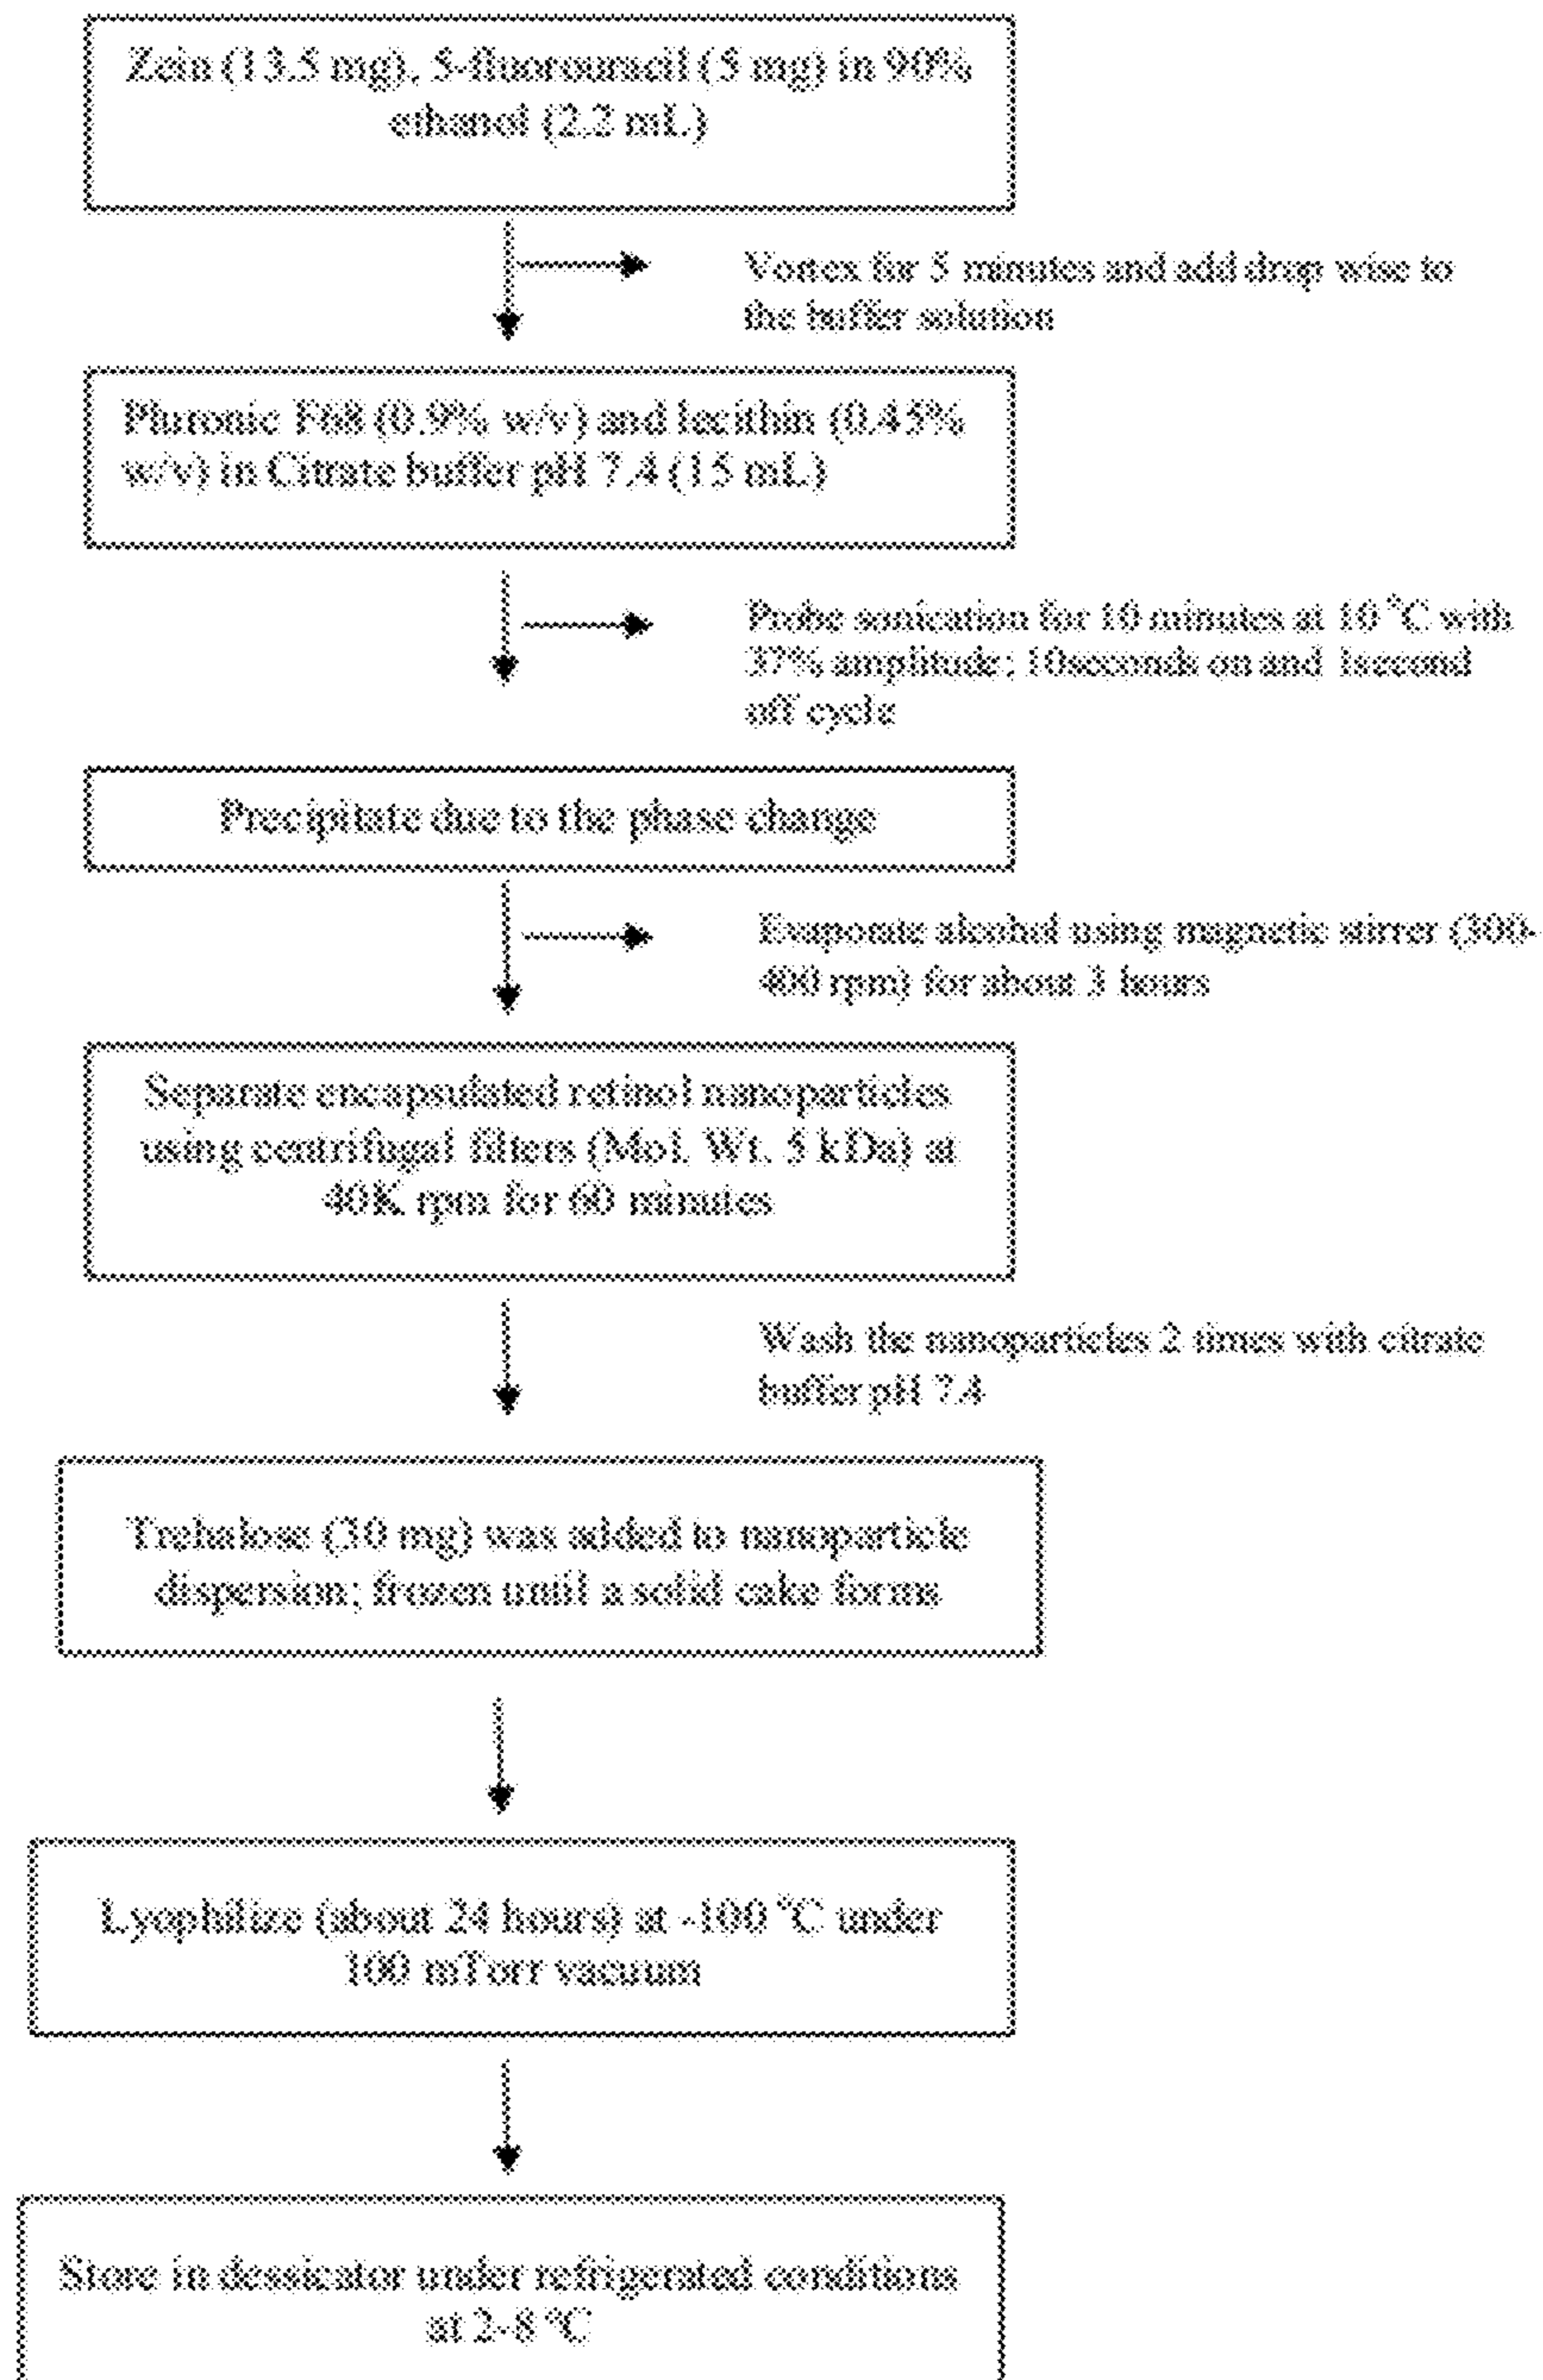 Zein (13.5 mg), 5-fluorouracil (5 mg) in 90%
ethanol (2.2 mL)
Vortex for 5 minutes and add drop wise to
the buffer solution
Pluronic F68 (0.9% w/v) and lecithin (0.45%
w/v) in Citrate buffer pH 7.4 (15 mL)
Probe sonication for 10 minutes at 10 °C with
37% amplitude; 10seconds on and 1second
off cycle
Precipitate due to the phase change
Evaporate alcohol using magnetic stirrer (300-
400 rpm) for about 3 hours
Separate encapsulated retinol nanoparticles
using centrifugal filters (Mol. Wt. 5 kDa) at
40K rpm for 60 minutes
Wash the nanoparticles 2 times with citrate
buffer pH 7.4
Trehalose (30 mg) was added to nanoparticle
dispersion; frozen until a solid cake forms
Lyophilize (about 24 hours) at -100 °C under
100 mTorr vacuum
Store in dessicator under refrigerated conditions
at 2-8 °C